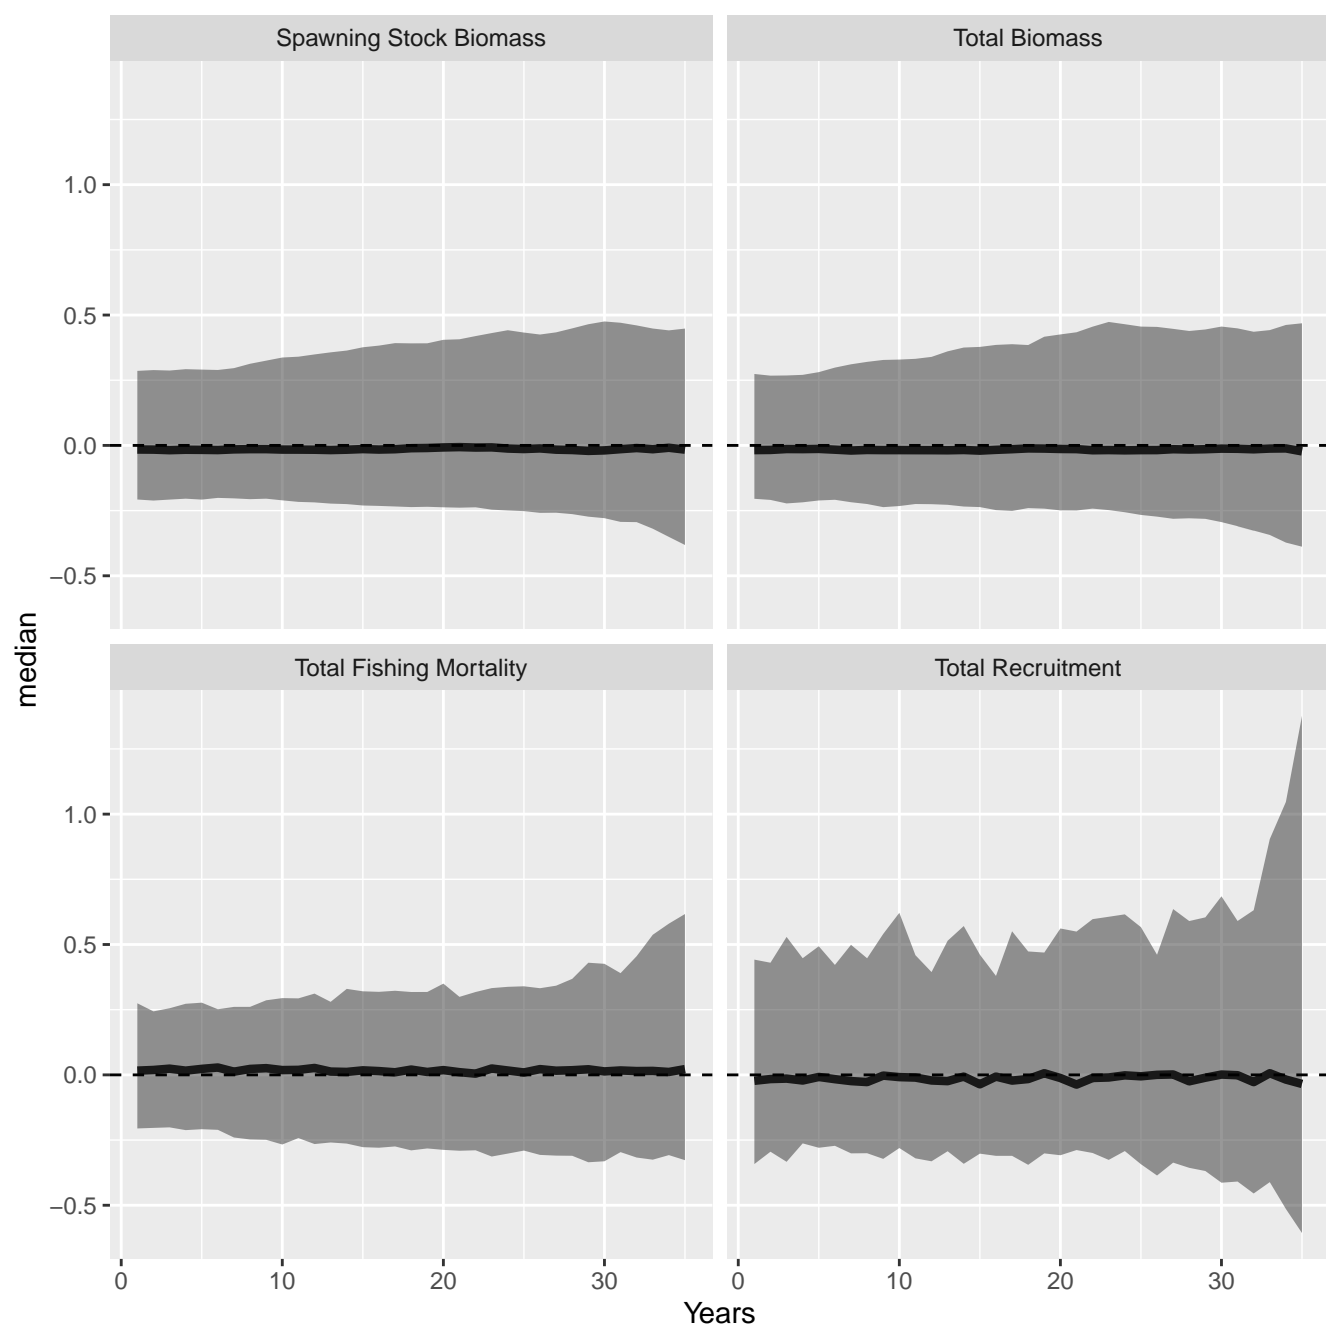 Spawning Stock Biomass
Total Biomass
1.0
0.5
0.0
−0.5
Total Fishing Mortality
Total Recruitment
1.0
0.5
0.0
−0.5
median
0 10 20 30
0 10 20 30
Years